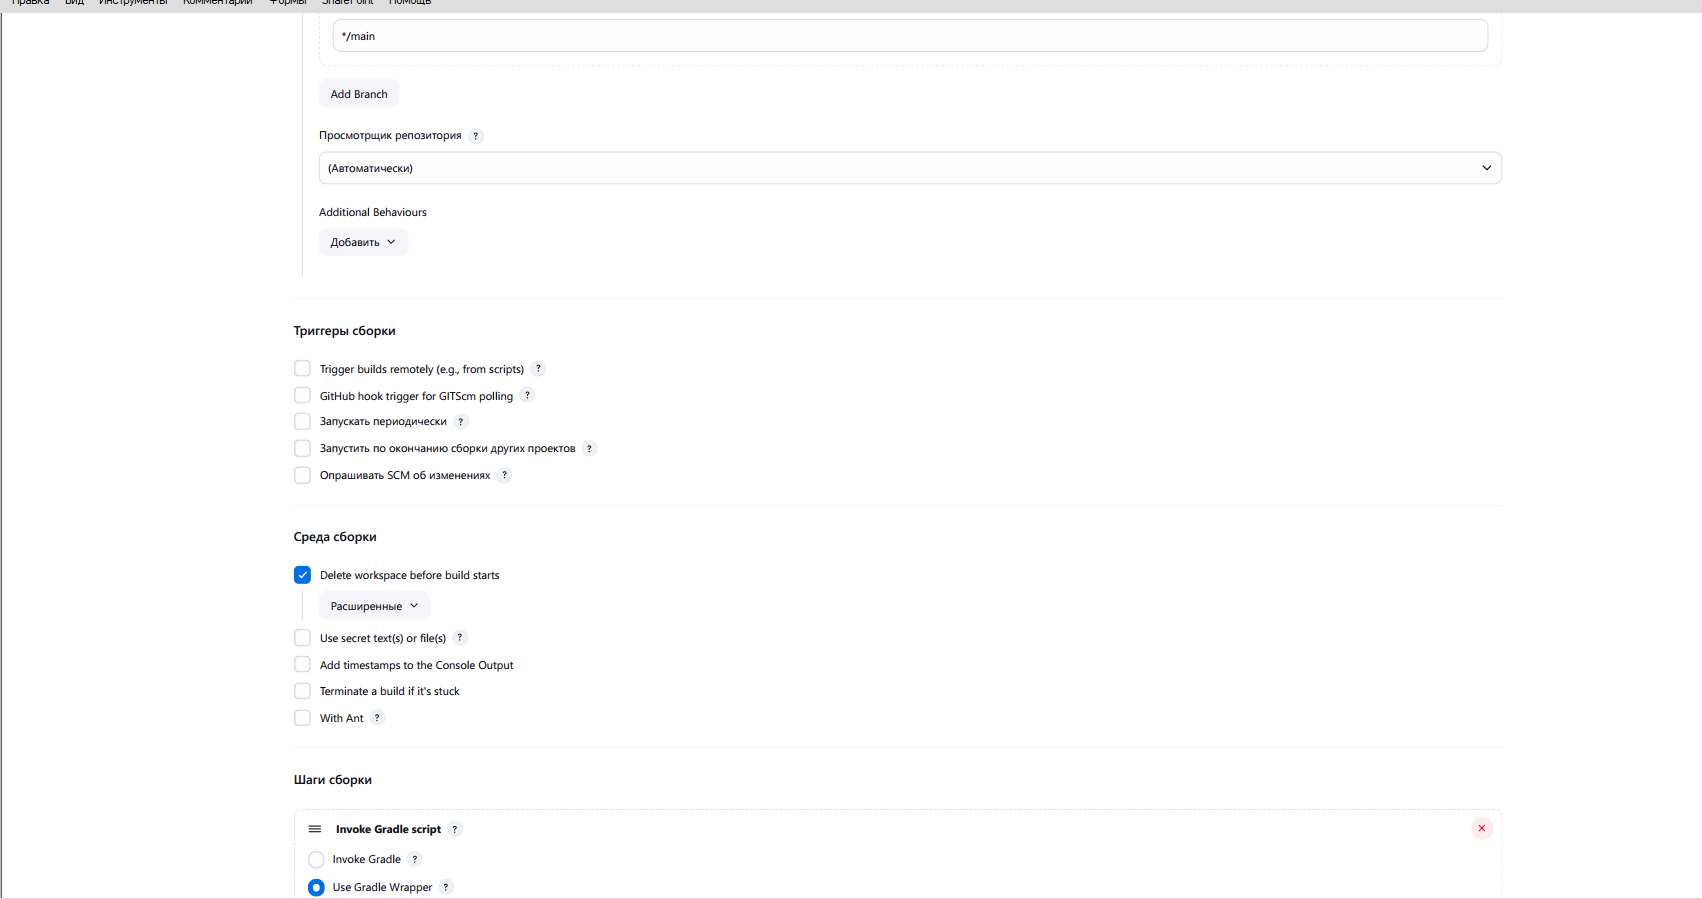 Правка Вид Инструменты Комментарии Формы SharePoint Помощь
*/main
Add Branch
Просмотрщик репозитория ?
(Автоматически)
Additional Behaviours
Добавить
Триггеры сборки
Trigger builds remotely (e.g., from scripts) ?
GitHub hook trigger for GITScm polling ?
Запускать периодически ?
Запустить по окончанию сборки других проектов ?
Опрашивать SCM об изменениях ?
Среда сборки
Delete workspace before build starts
Расширенные
Use secret text(s) or file(s) ?
Add timestamps to the Console Output
Terminate a build if it's stuck
With Ant ?
Шаги сборки
Invoke Gradle script ?
Invoke Gradle ?
Use Gradle Wrapper ?